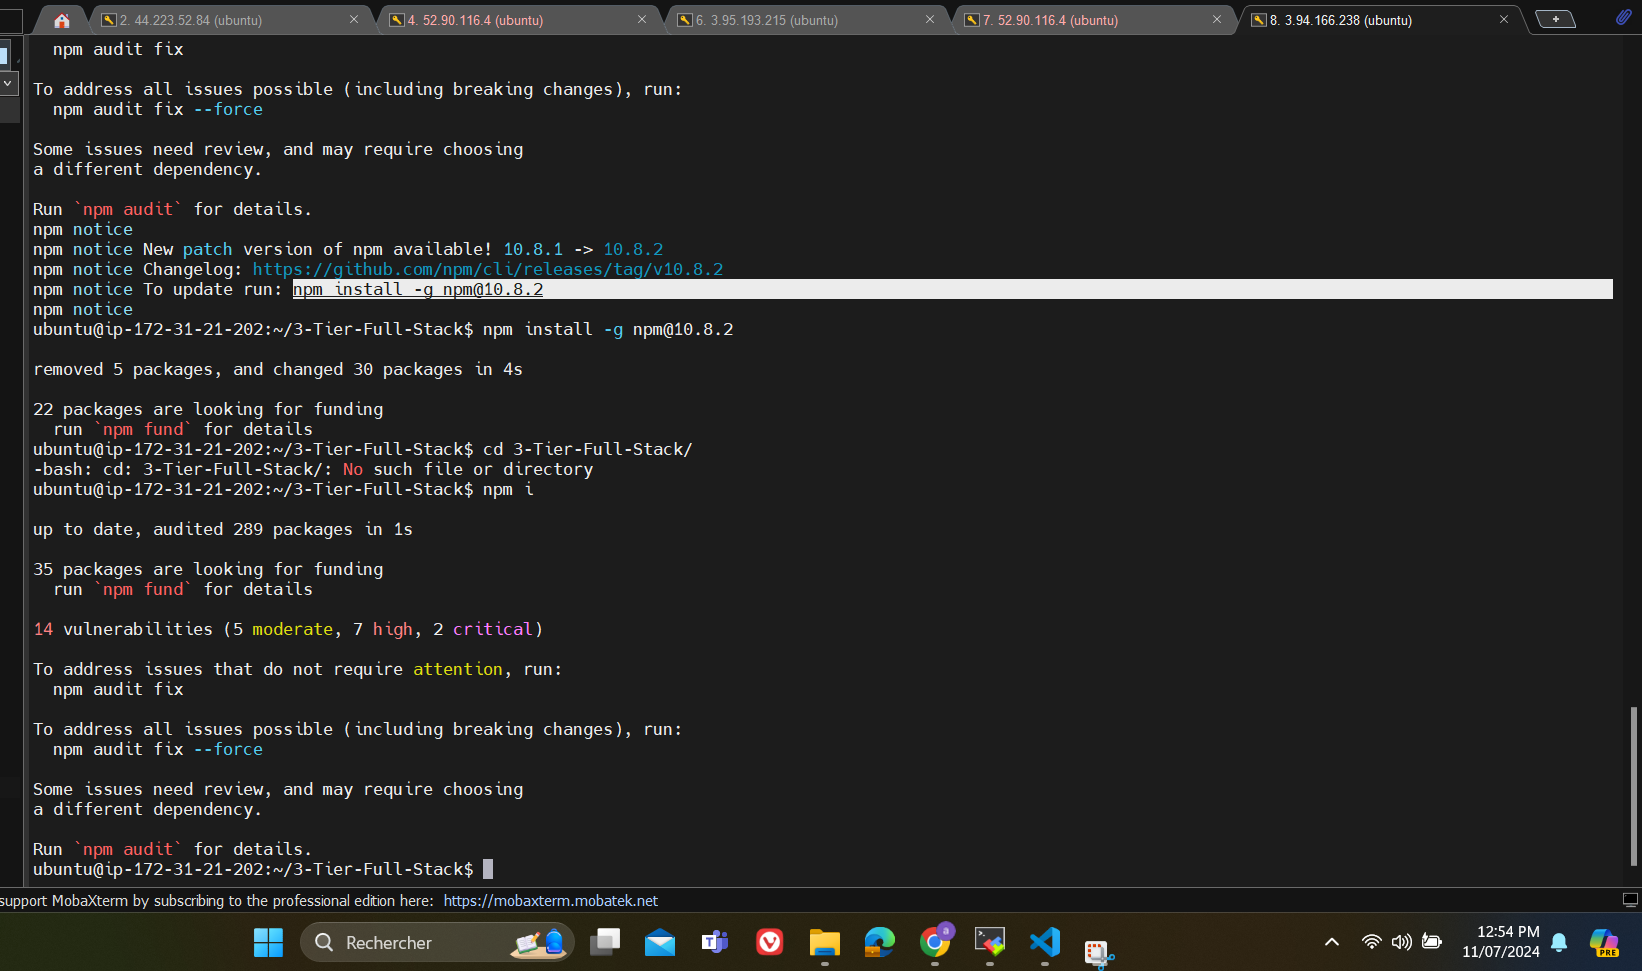 2. 44.223.52.84 (ubuntu)
4. 52.90.116.4 (ubuntu)
6. 3.95.193.215 (ubuntu)
7. 52.90.116.4 (ubuntu)
8. 3.94.166.238 (ubuntu)
npm audit fix
To address all issues possible (including breaking changes), run:
npm audit fix --force
Some issues need review, and may require choosing
a different dependency.
Run `npm audit` for details.
npm notice
npm notice New patch version of npm available! 10.8.1 -> 10.8.2
npm notice Changelog: https://github.com/npm/cli/releases/tag/v10.8.2
npm notice To update run: npm install -g npm@10.8.2
npm notice
ubuntu@ip-172-31-21-202:~/3-Tier-Full-Stack$ npm install -g npm@10.8.2
removed 5 packages, and changed 30 packages in 4s
22 packages are looking for funding
run `npm fund` for details
ubuntu@ip-172-31-21-202:~/3-Tier-Full-Stack$ cd 3-Tier-Full-Stack/
-bash: cd: 3-Tier-Full-Stack/: No such file or directory
ubuntu@ip-172-31-21-202:~/3-Tier-Full-Stack$ npm i
up to date, audited 289 packages in 1s
35 packages are looking for funding
run `npm fund` for details
14 vulnerabilities (5 moderate, 7 high, 2 critical)
To address issues that do not require attention, run:
npm audit fix
To address all issues possible (including breaking changes), run:
npm audit fix --force
Some issues need review, and may require choosing
a different dependency.
Run `npm audit` for details.
ubuntu@ip-172-31-21-202:~/3-Tier-Full-Stack$
support MobaXterm by subscribing to the professional edition here: https://mobaxterm.mobatek.net
Rechercher
a
PRE
12:54 PM
11/07/2024